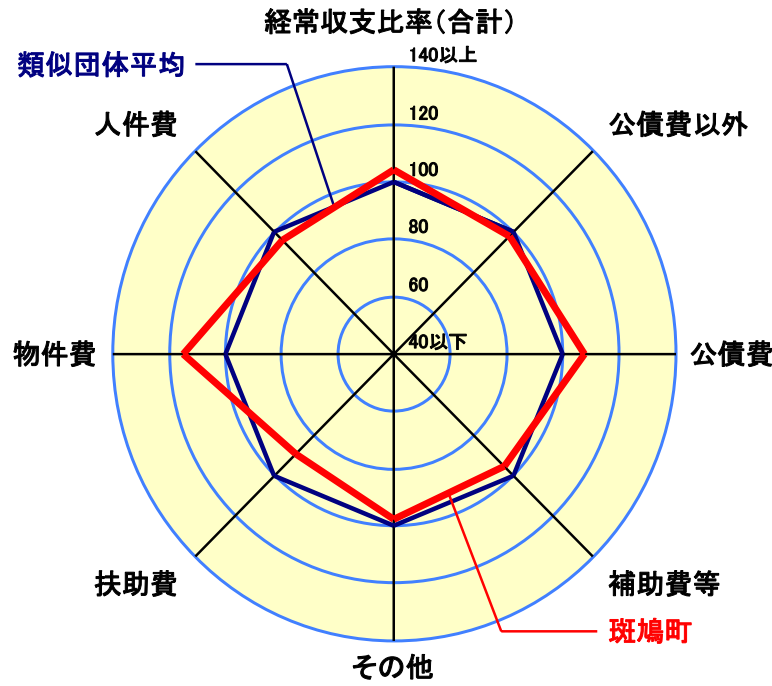 経常収支比率(合計)
140以上
類似団体平均
人件費
公債費以外
120
100
80
60
40以下
物件費
公債費
扶助費
補助費等
斑鳩町
その他